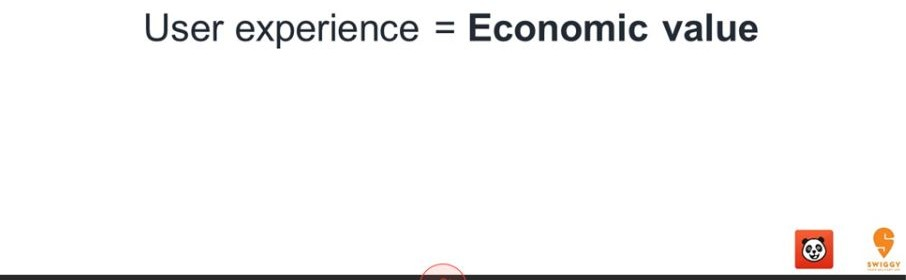 User experience = Economic value
SWIGGY